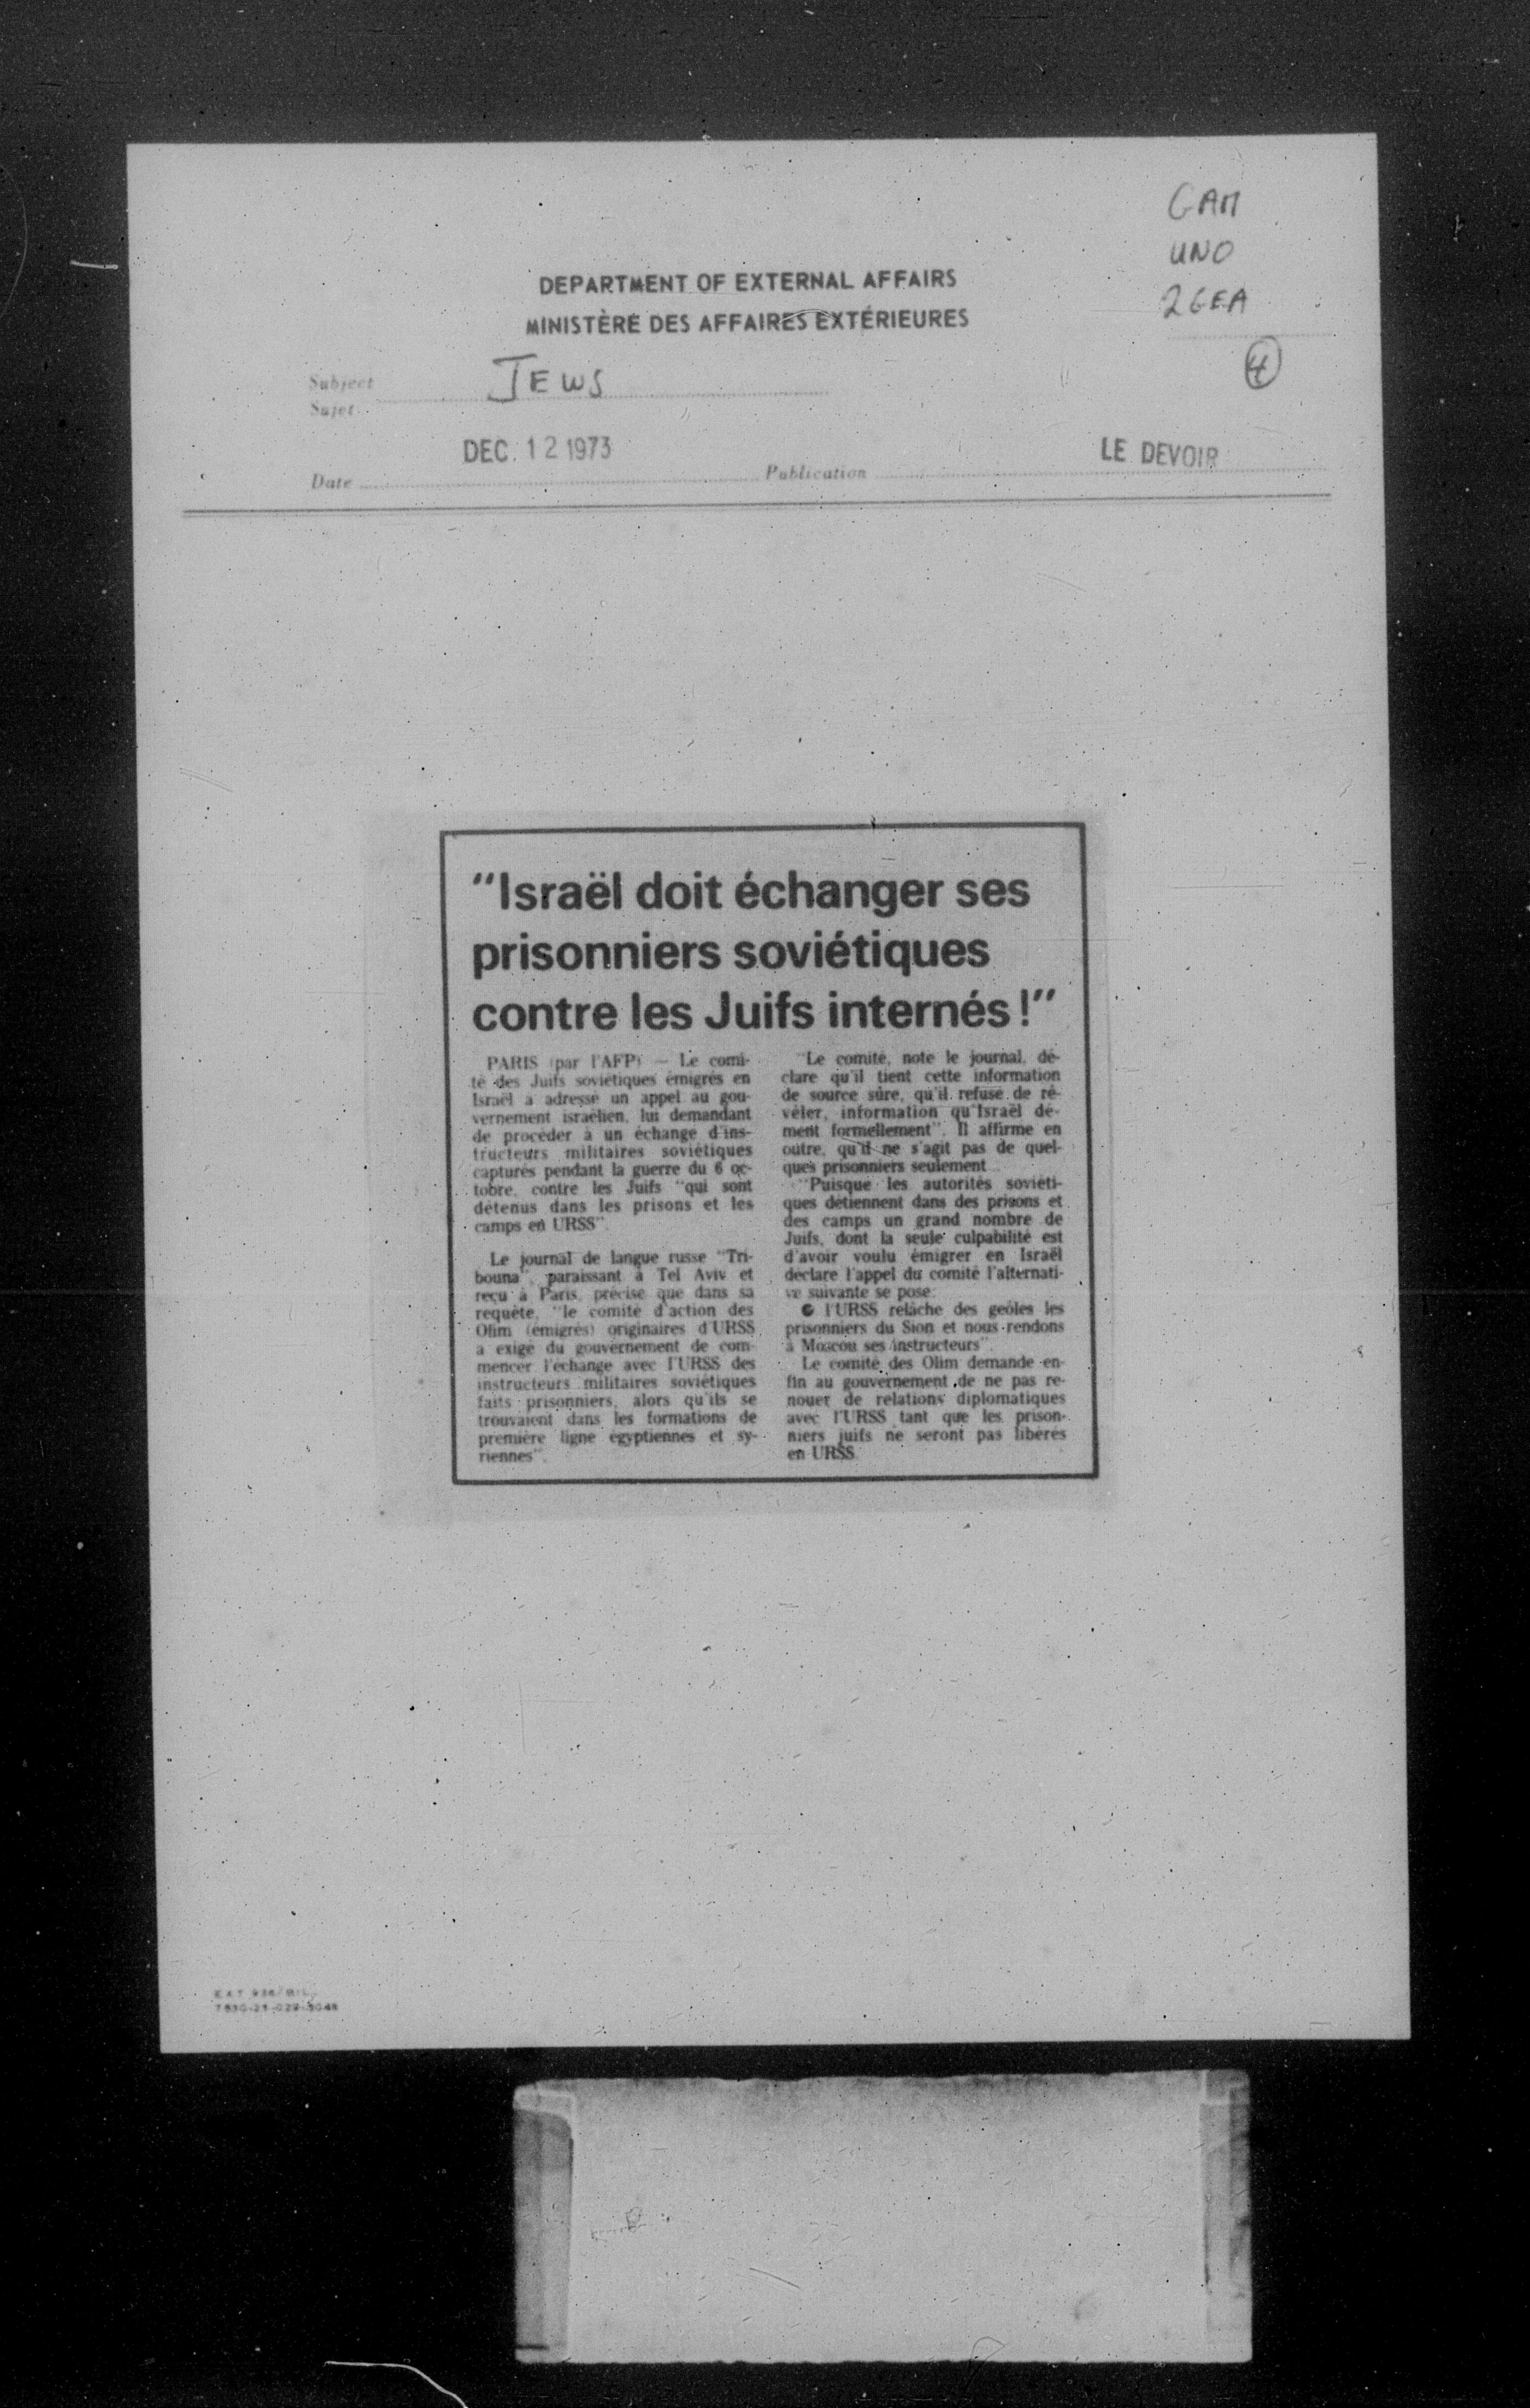 GAM
UNO
2 GEA
4
DEPARTMENT OF EXTERNAL AFFAIRS
MINISTÈRE DES AFFAIRES EXTÉRIEURES
Subject
Sujet
JEWS
DEC. 12 1973
LE DEVOIR
Date
Publication
"Israël doit échanger ses
prisonniers soviétiques
contre les Juifs internés!"
PARIS (par l'AFP) — Le comi-
té des Juifs soviétiques émigrés en
Israël a adressé un appel au gou-
vernement israélien, lui demandant
de procéder à un échange d'ins-
tructeurs militaires soviétiques
capturés pendant la guerre du 6 oc-
tobre, contre les Juifs "qui sont
détenus dans les prisons et les
camps en URSS".
Le journal de langue russe "Tri-
bouna", paraissant à Tel Aviv et
reçu à Paris, précise que dans sa
requête, "le comité d'action des
Olim (émigrés) originaires d'URSS
a exigé du gouvernement de com-
mencer l'échange avec l'URSS des
instructeurs militaires soviétiques
faits prisonniers, alors qu'ils se
trouvaient dans les formations de
première ligne égyptiennes et sy-
riennes".
"Le comité, note le journal, dé-
clare qu'il tient cette information
de source sûre, qu'il refuse de ré-
véler, information qu'Israël dé-
ment formellement". Il affirme en
outre, qu'il ne s'agit pas de quel-
ques prisonniers seulement.
"Puisque les autorités soviéti-
ques détiennent dans des prisons et
des camps un grand nombre de
Juifs, dont la seule culpabilité est
d'avoir voulu émigrer en Israël
déclare l'appel du comité l'alternati-
ve suivante se pose:
● l'URSS relâche des geôles les
prisonniers du Sion et nous rendons
à Moscou ses instructeurs".
Le comité des Olim demande en-
fin au gouvernement de ne pas re-
nouer de relations diplomatiques
avec l'URSS tant que les prison-
niers juifs ne seront pas libérés
en URSS.
7530-21-029-3048